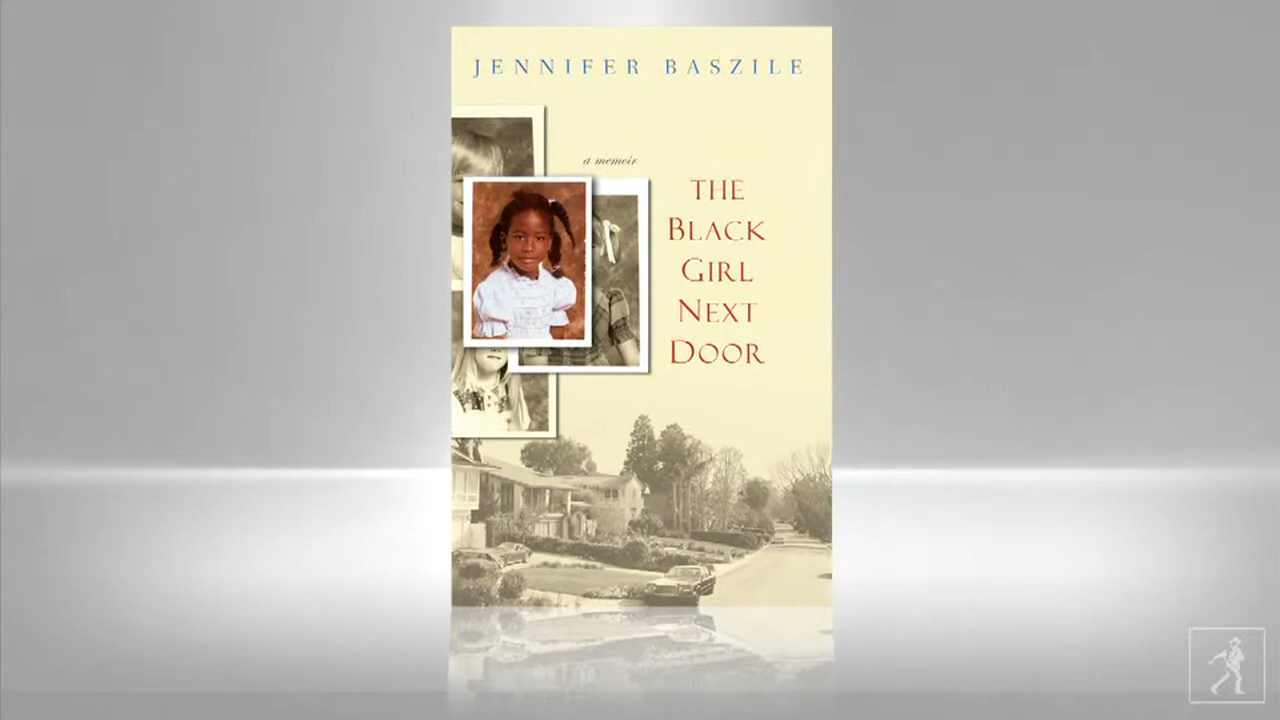 JENNIFER BASZILE
a memoir
THE
BLACK
GIRL
NEXT
DOOR